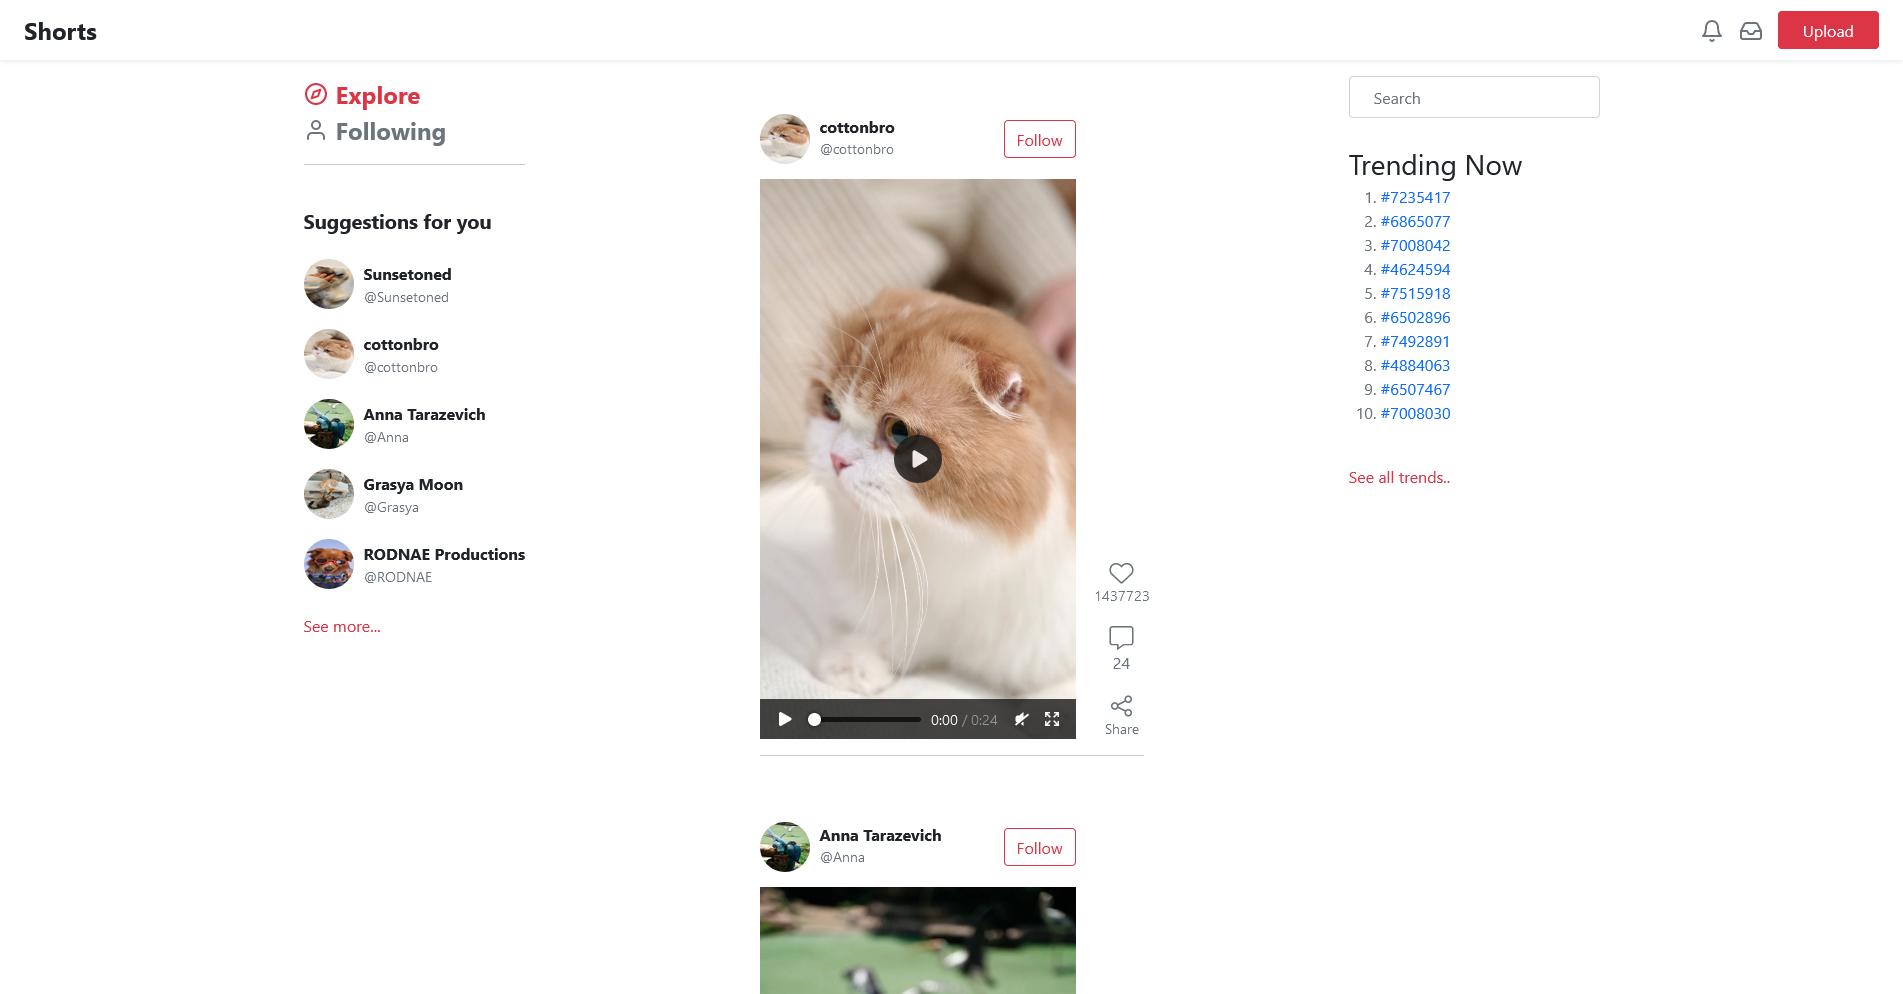 Shorts
Upload
Explore
Following
Suggestions for you
Sunsetoned
@Sunsetoned
cottonbro
@cottonbro
Anna Tarazevich
@Anna
Grasya Moon
@Grasya
RODNAE Productions
@RODNAE
See more...
cottonbro
@cottonbro
Follow
0:00 / 0:24
1437723
24
Share
Anna Tarazevich
@Anna
Follow
Search
Trending Now
1. #7235417
2. #6865077
3. #7008042
4. #4624594
5. #7515918
6. #6502896
7. #7492891
8. #4884063
9. #6507467
10. #7008030
See all trends..